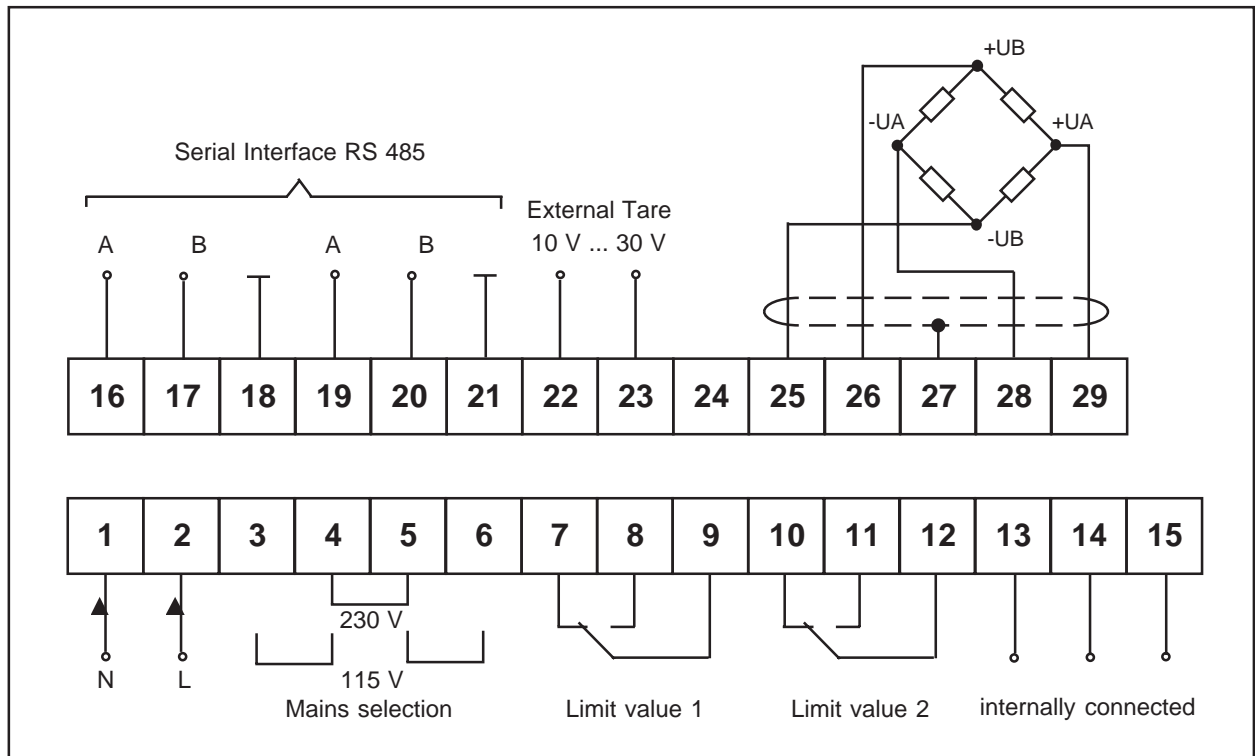 +UB
-UA
+UA
Serial Interface RS 485
External Tare
A B A B 10 V ... 30 V
-UB
16 17 18 19 20 21 22 23 24 25 26 27 28 29
1 2 3 4 5 6 7 8 9 10 11 12 13 14 15
230 V
N L 115 V
Mains selection Limit value 1 Limit value 2 internally connected